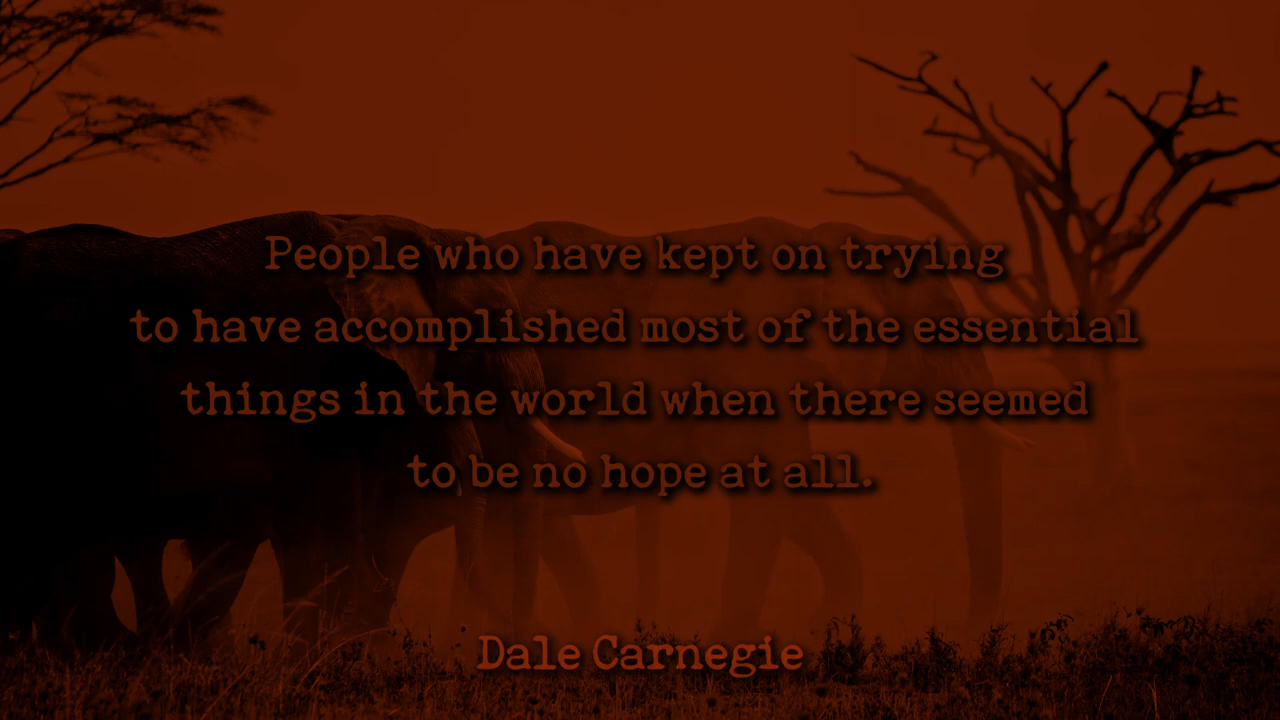 People who have kept on trying
to have accomplished most of the essential
things in the world when there seemed
to be no hope at all.
Dale Carnegie